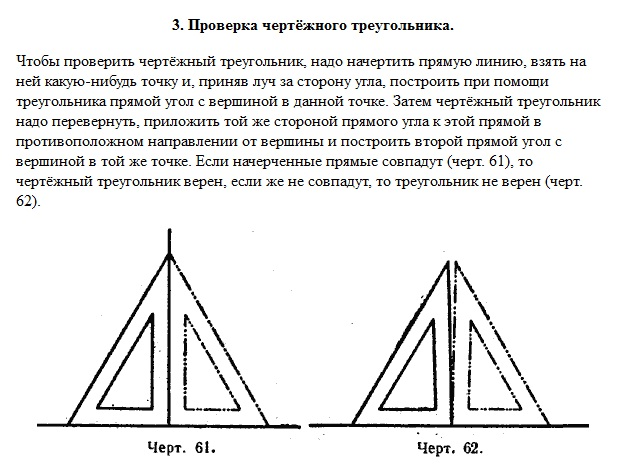 3. Проверка чертёжного треугольника.
Чтобы проверить чертёжный треугольник, надо начертить прямую линию, взять на
ней какую-нибудь точку и, приняв луч за сторону угла, построить при помощи
треугольника прямой угол с вершиной в данной точке. Затем чертёжный треугольник
надо перевернуть, приложить той же стороной прямого угла к этой прямой в
противоположном направлении от вершины и построить второй прямой угол с
вершиной в той же точке. Если начерченные прямые совпадут (черт. 61), то
чертёжный треугольник верен, если же не совпадут, то треугольник не верен (черт.
62).
Черт. 61.
Черт. 62.